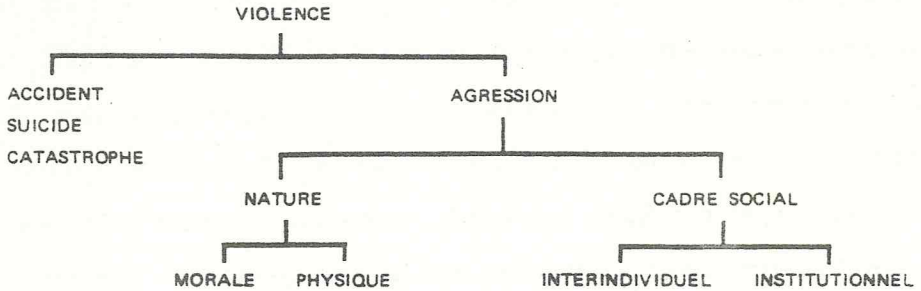 VIOLENCE
ACCIDENT AGRESSION
SUICIDE
CATASTROPHE
NATURE CADRE SOCIAL
MORALE PHYSIQUE INTERINDIVIDUEL INSTITUTIONNEL